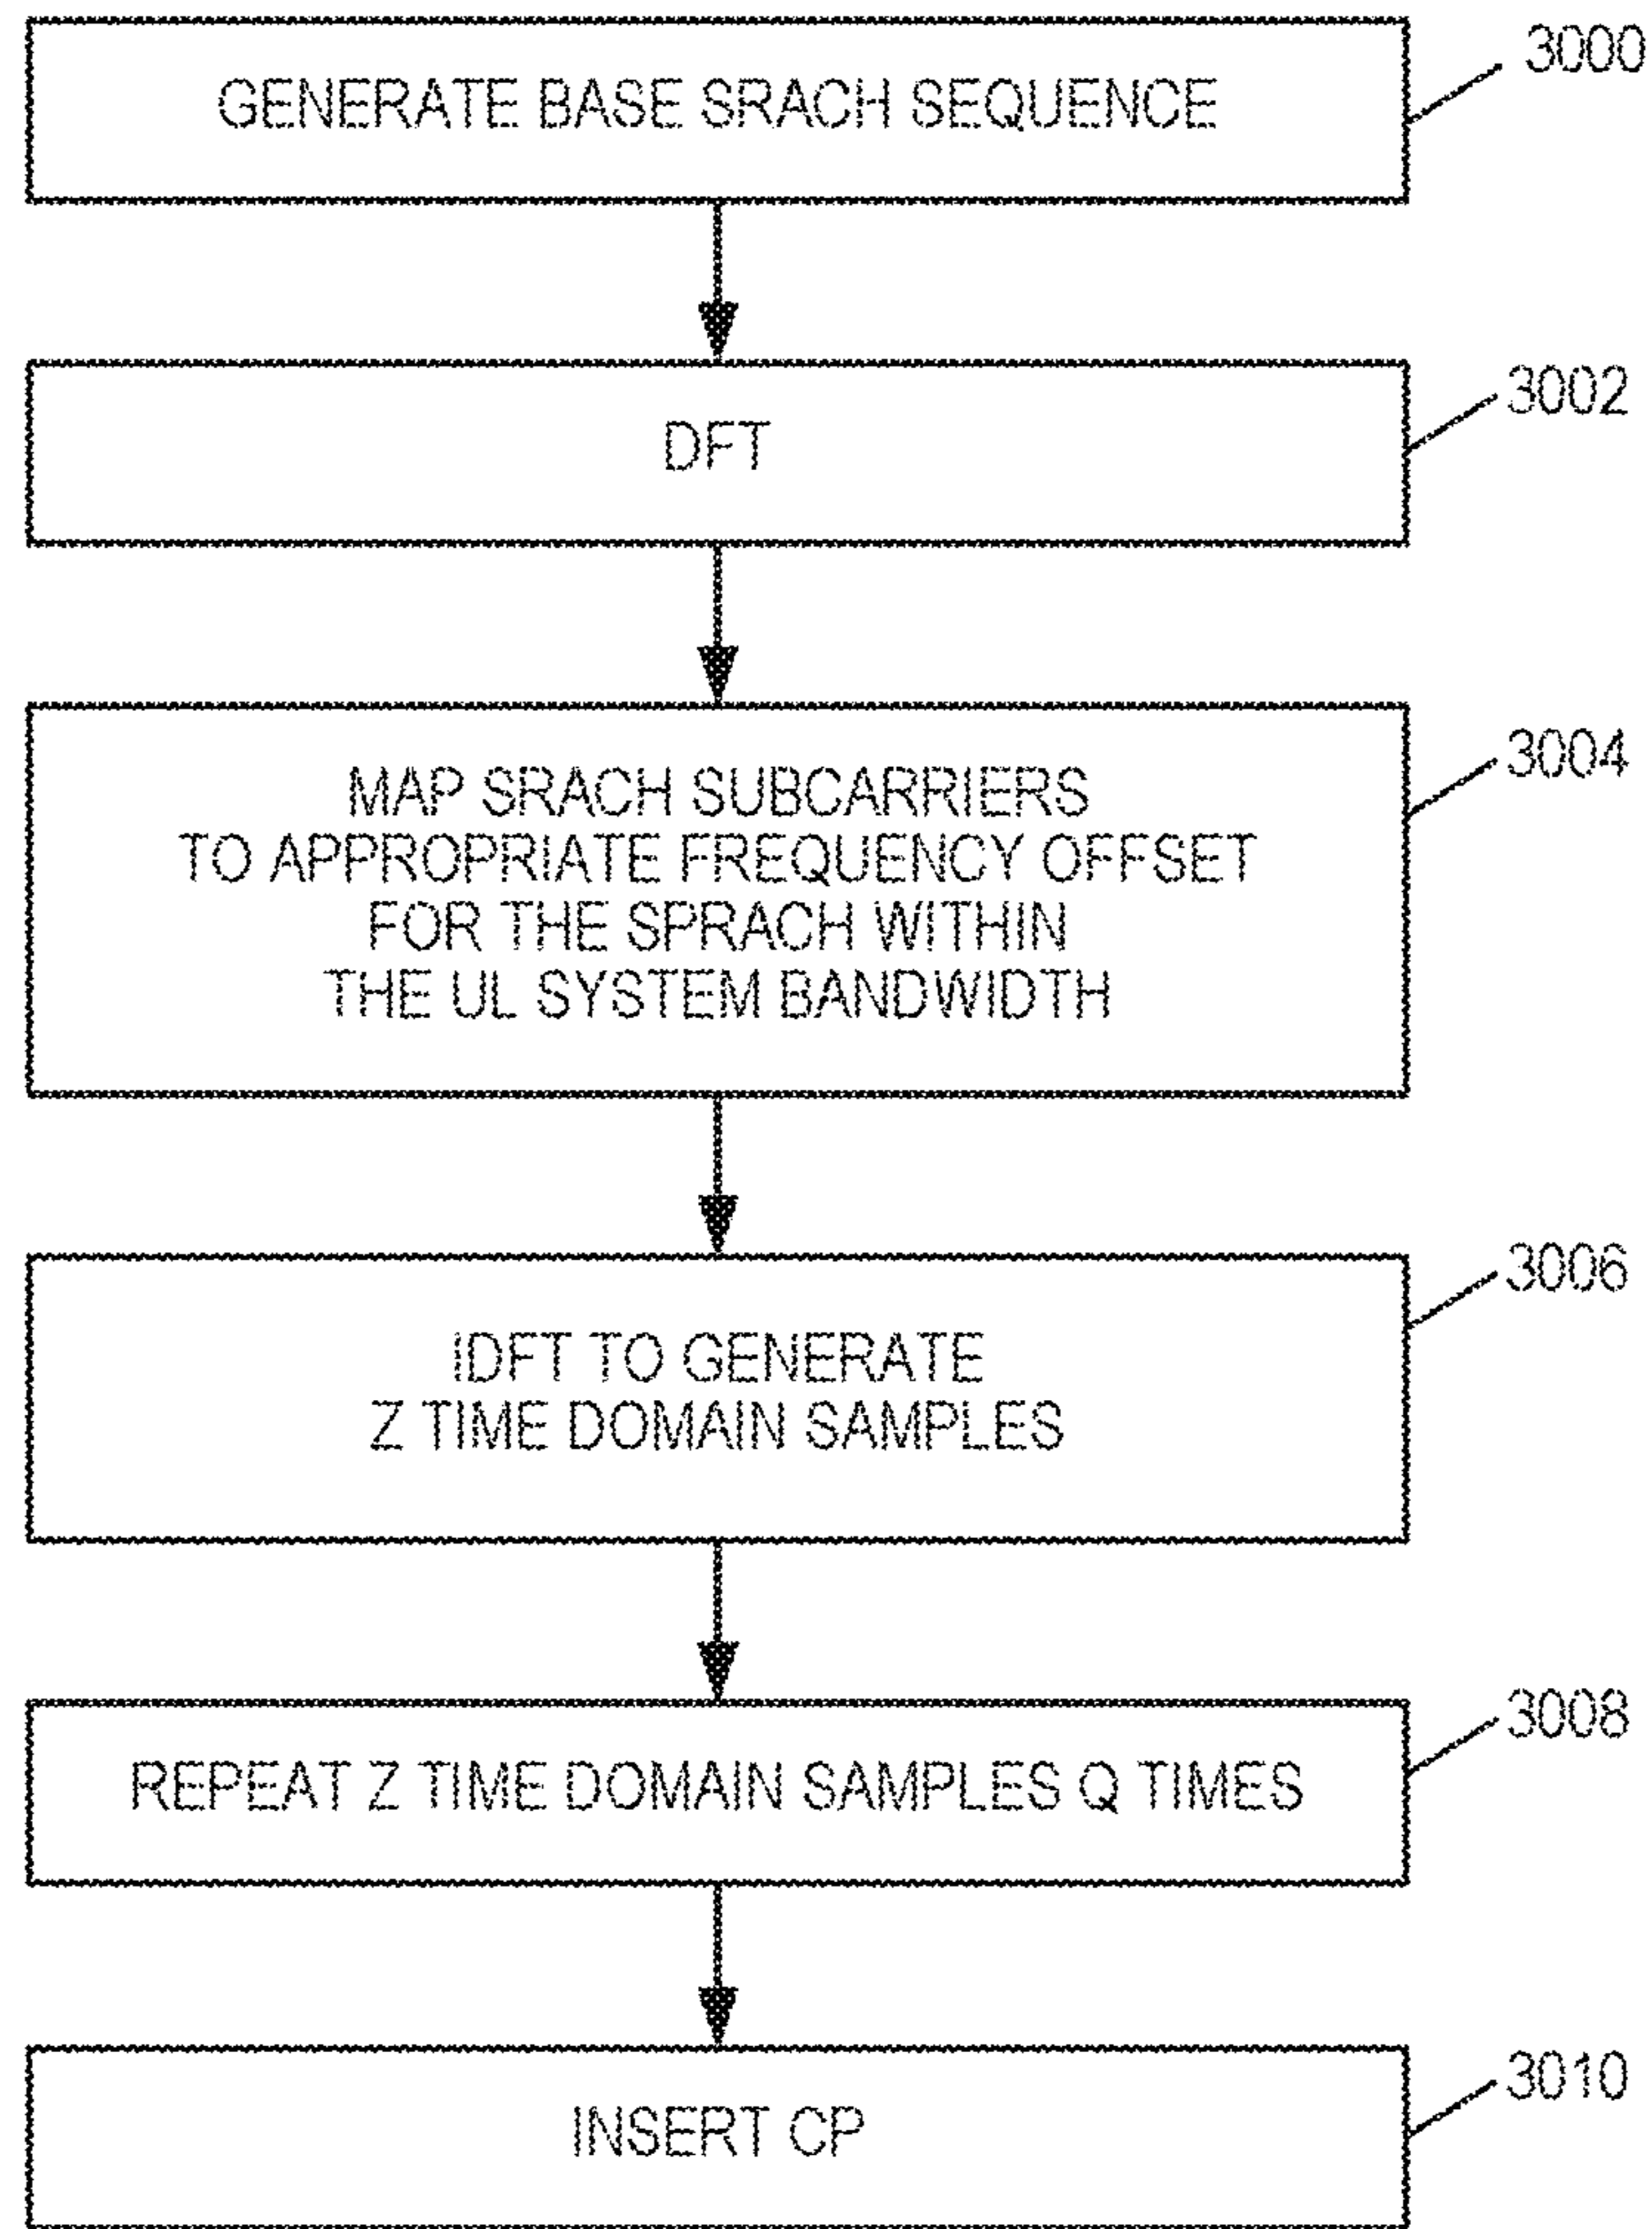 GENERATE BASE SRACH SEQUENCE
3000
DFT
3002
MAP SRACH SUBCARRIERS
TO APPROPRIATE FREQUENCY OFFSET
FOR THE SPRACH WITHIN
THE UL SYSTEM BANDWIDTH
3004
IDFT TO GENERATE
Z TIME DOMAIN SAMPLES
3006
REPEAT Z TIME DOMAIN SAMPLES Q TIMES
3008
INSERT CP
3010